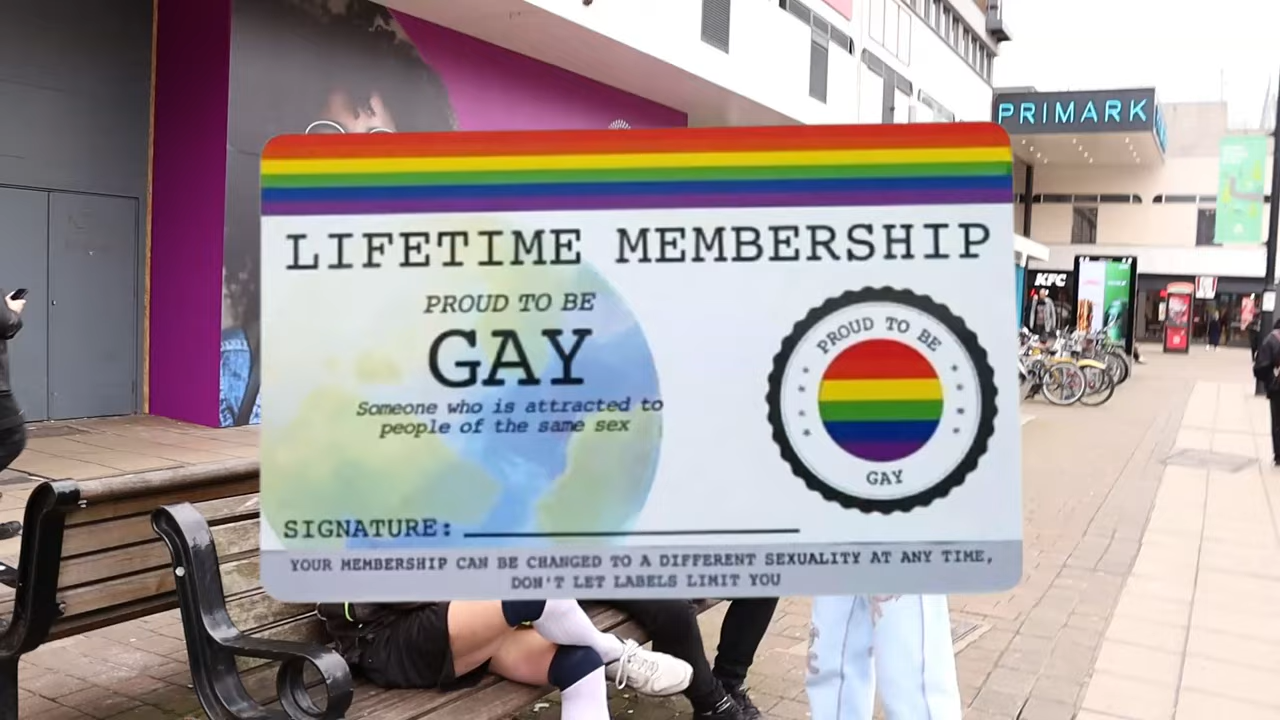 PRIMARK
KFC
LIFETIME MEMBERSHIP
PROUD TO BE
GAY
Someone who is attracted to
people of the same sex
PROUD TO BE
GAY
SIGNATURE:
YOUR MEMBERSHIP CAN BE CHANGED TO A DIFFERENT SEXUALITY AT ANY TIME,
DON'T LET LABELS LIMIT YOU